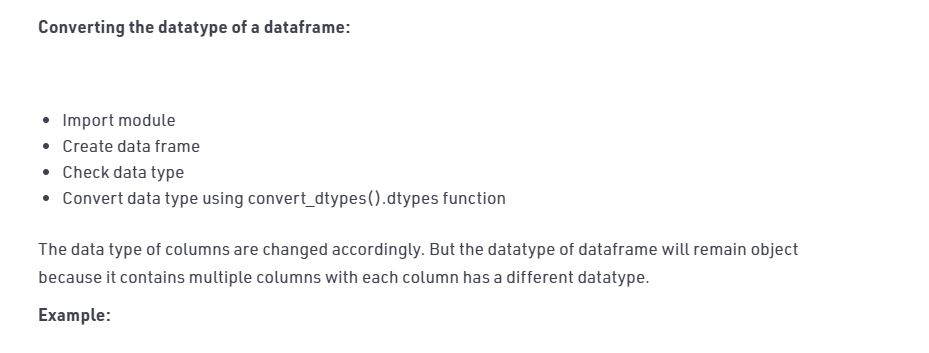 Converting the datatype of a dataframe:
• Import module
• Create data frame
• Check data type
• Convert data type using convert_dtypes().dtypes function
The data type of columns are changed accordingly. But the datatype of dataframe will remain object
because it contains multiple columns with each column has a different datatype.
Example: